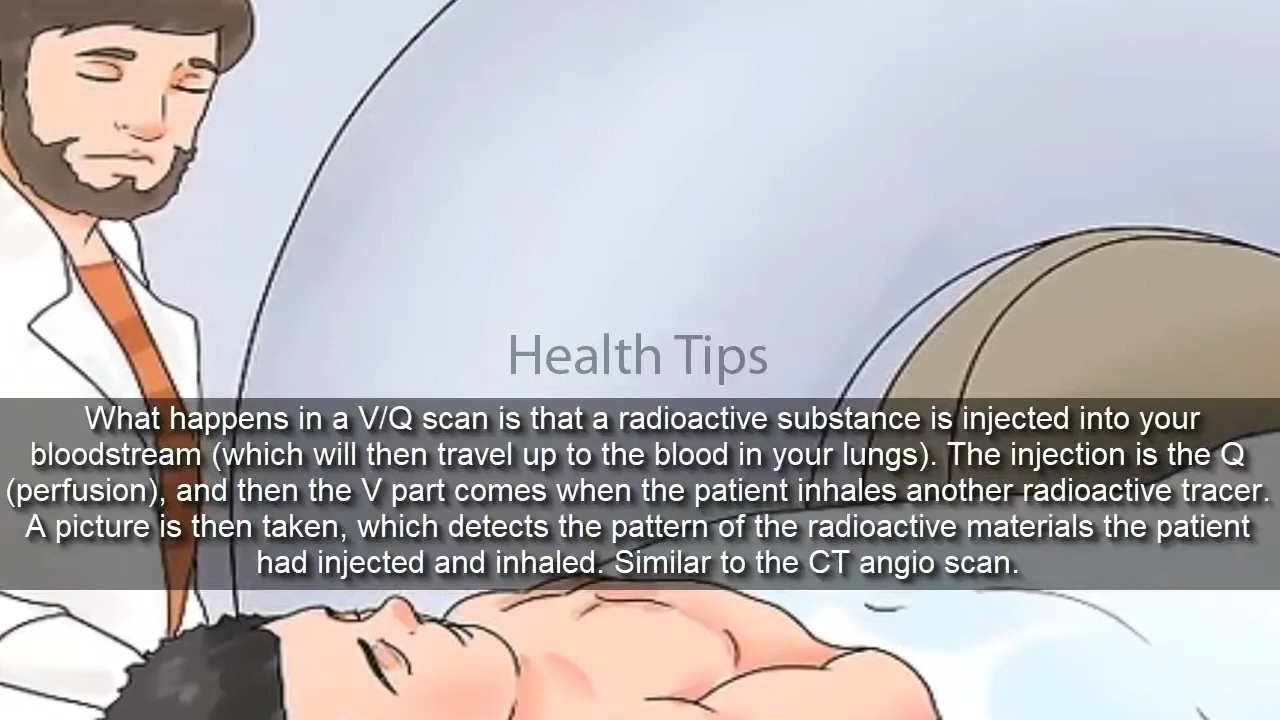 Health Tips
What happens in a V/Q scan is that a radioactive substance is injected into your
bloodstream (which will then travel up to the blood in your lungs). The injection is the Q
(perfusion), and then the V part comes when the patient inhales another radioactive tracer.
A picture is then taken, which detects the pattern of the radioactive materials the patient
had injected and inhaled. Similar to the CT angio scan.